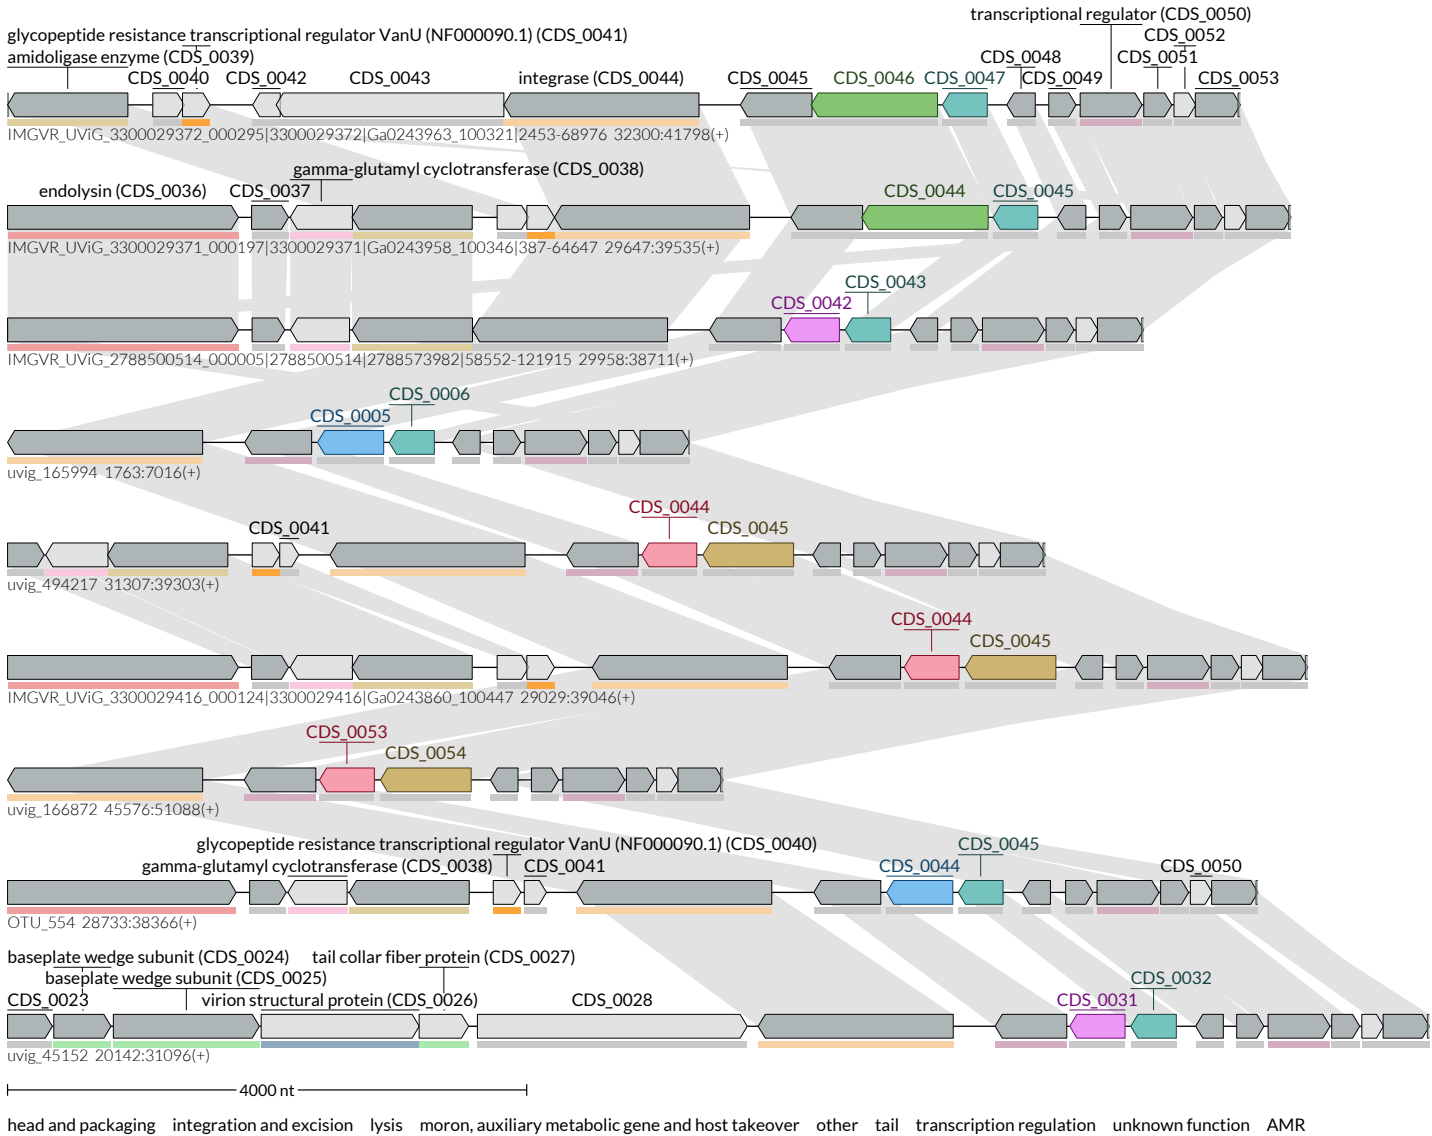 transcriptional regulator (CDS_0050)
glycopeptide resistance transcriptional regulator VanU (NF000090.1) (CDS_0041) CDS_0052
amidoligase enzyme (CDS_0039) CDS_0048 CDS_0051
CDS_0040 CDS_0042 CDS_0043 integrase (CDS_0044) CDS_0045 CDS_0046 CDS_0047 CDS_0049 CDS_0053
IMGVR_UViG_3300029372_000295|3300029372|Ga0243963_100321|2453-68976 32300:41798(+)
gamma-glutamyl cyclotransferase (CDS_0038)
endolysin (CDS_0036) CDS_0037 CDS_0044 CDS_0045
IMGVR_UViG_3300029371_000197|3300029371|Ga0243958_100346|387-64647 29647:39535(+)
CDS_0043
CDS_0042
IMGVR_UViG_2788500514_000005|2788500514|2788573982|58552-121915 29958:38711(+)
CDS_0006
CDS_0005
uvig_165994 1763:7016(+)
CDS_0044
CDS_0041 CDS_0045
uvig_494217 31307:39303(+)
CDS_0044
CDS_0045
IMGVR_UViG_3300029416_000124|3300029416|Ga0243860_100447 29029:39046(+)
CDS_0053
CDS_0054
uvig_166872 45576:51088(+)
glycopeptide resistance transcriptional regulator VanU (NF000090.1) (CDS_0040) CDS_0045
gamma-glutamyl cyclotransferase (CDS_0038) CDS_0041 CDS_0044 CDS_0050
OTU_554 28733:38366(+)
baseplate wedge subunit (CDS_0024) tail collar fiber protein (CDS_0027)
baseplate wedge subunit (CDS_0025) CDS_0032
CDS_0023 virion structural protein (CDS_0026) CDS_0028 CDS_0031
uvig_45152 20142:31096(+)
4000 nt
head and packaging integration and excision lysis moron, auxiliary metabolic gene and host takeover other tail transcription regulation unknown function AMR